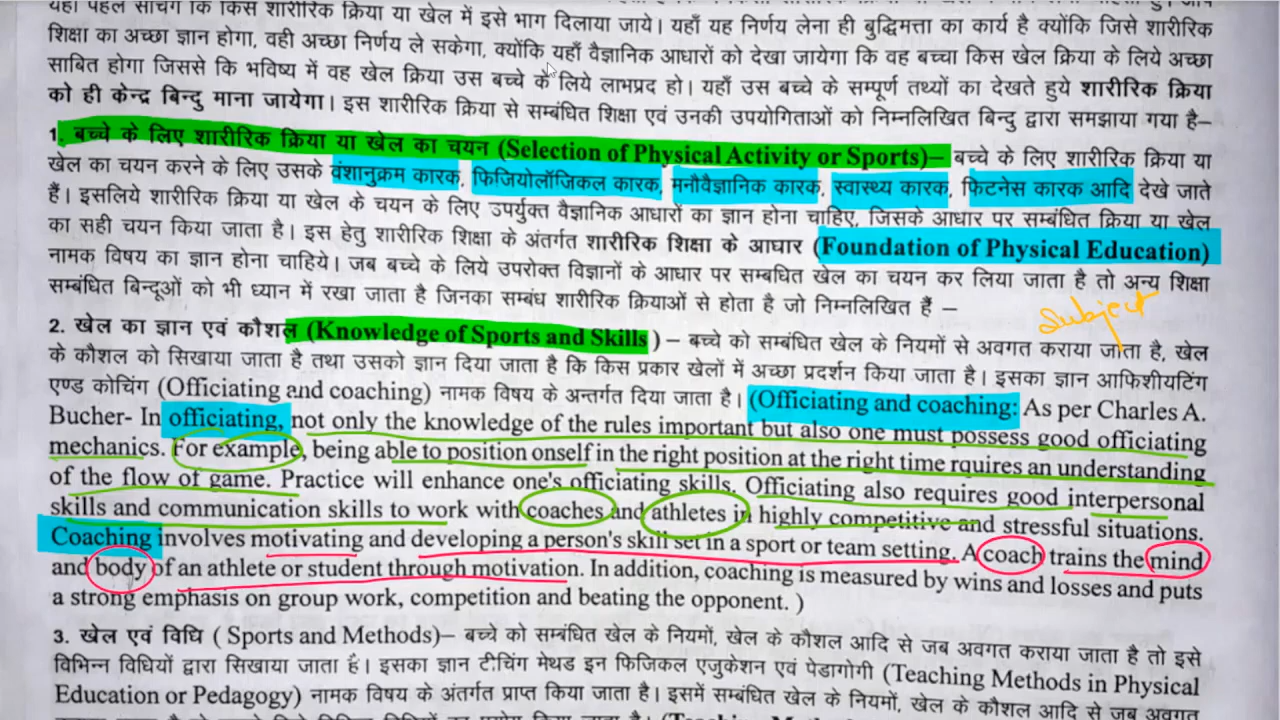 यहाँ पहले सोचेंगे कि किस शारीरिक क्रिया या खेल में इसे भाग दिलाया जाये। यहाँ यह निर्णय लेना ही बुद्धिमत्ता का कार्य है क्योंकि जिसे शारीरिक
शिक्षा का अच्छा ज्ञान होगा, वही अच्छा निर्णय ले सकेगा, क्योंकि यहाँ वैज्ञानिक आधारों को देखा जायेगा कि वह बच्चा किस खेल क्रिया के लिये अच्छा
साबित होगा जिससे कि भविष्य में वह खेल क्रिया उस बच्चे के लिये लाभप्रद हो। यहाँ उस बच्चे के सम्पूर्ण तथ्यों का देखते हुये शारीरिक क्रिया
को ही केन्द्र बिन्दु माना जायेगा। इस शारीरिक क्रिया से सम्बंधित शिक्षा एवं उनकी उपयोगिताओं को निम्नलिखित बिन्दु द्वारा समझाया गया है–
1. बच्चे के लिए शारीरिक क्रिया या खेल का चयन (Selection of Physical Activity or Sports)– बच्चे के लिए शारीरिक क्रिया या
खेल का चयन करने के लिए उसके वंशानुक्रम कारक, फिजियोलॉजिकल कारक, मनौवैज्ञानिक कारक, स्वास्थ्य कारक, फिटनेस कारक आदि देखे जाते
हैं। इसलिये शारीरिक क्रिया या खेल के चयन के लिए उपर्युक्त वैज्ञानिक आधारों का ज्ञान होना चाहिए, जिसके आधार पर सम्बंधित क्रिया या खेल
का सही चयन किया जाता है। इस हेतु शारीरिक शिक्षा के अंतर्गत शारीरिक शिक्षा के आघार (Foundation of Physical Education)
नामक विषय का ज्ञान होना चाहिये। जब बच्चे के लिये उपरोक्त विज्ञानों के आधार पर सम्बधित खेल का चयन कर लिया जाता है तो अन्य शिक्षा
सम्बंधित बिन्दूओं को भी ध्यान में रखा जाता है जिनका सम्बंध शारीरिक क्रियाओं से होता है जो निम्नलिखित हैं –
Subject
2. खेल का ज्ञान एवं कौशल (Knowledge of Sports and Skills ) – बच्चे को सम्बंधित खेल के नियमों से अवगत कराया जाता है, खेल
के कौशल को सिखाया जाता है तथा उसको ज्ञान दिया जाता है कि किस प्रकार खेलों में अच्छा प्रदर्शन किया जाता है। इसका ज्ञान आफिशीयटिंग
एण्ड कोचिंग (Officiating and coaching) नामक विषय के अन्तर्गत दिया जाता है। (Officiating and coaching: As per Charles A.
Bucher- In officiating, not only the knowledge of the rules important but also one must possess good officiating
mechanics. For example, being able to position onself in the right position at the right time rquires an understanding
of the flow of game. Practice will enhance one's officiating skills. Officiating also requires good interpersonal
skills and communication skills to work with coaches and athletes in highly competitive and stressful situations.
Coaching involves motivating and developing a person's skill set in a sport or team setting. A coach trains the mind
and body of an athlete or student through motivation. In addition, coaching is measured by wins and losses and puts
a strong emphasis on group work, competition and beating the opponent. )
3. खेल एवं विधि ( Sports and Methods)– बच्चे को सम्बंधित खेल के नियमों, खेल के कौशल आदि से जब अवगत कराया जाता है तो इसे
विभिन्न विधियों द्वारा सिखाया जाता है। इसका ज्ञान टीचिंग मेथड इन फिजिकल एजुकेशन एवं पेडागोगी (Teaching Methods in Physical
Education or Pedagogy) नामक विषय के अंतर्गत प्राप्त किया जाता है। इसमें सम्बंधित खेल के नियमों, खेल के कौशल आदि से जब अवगत